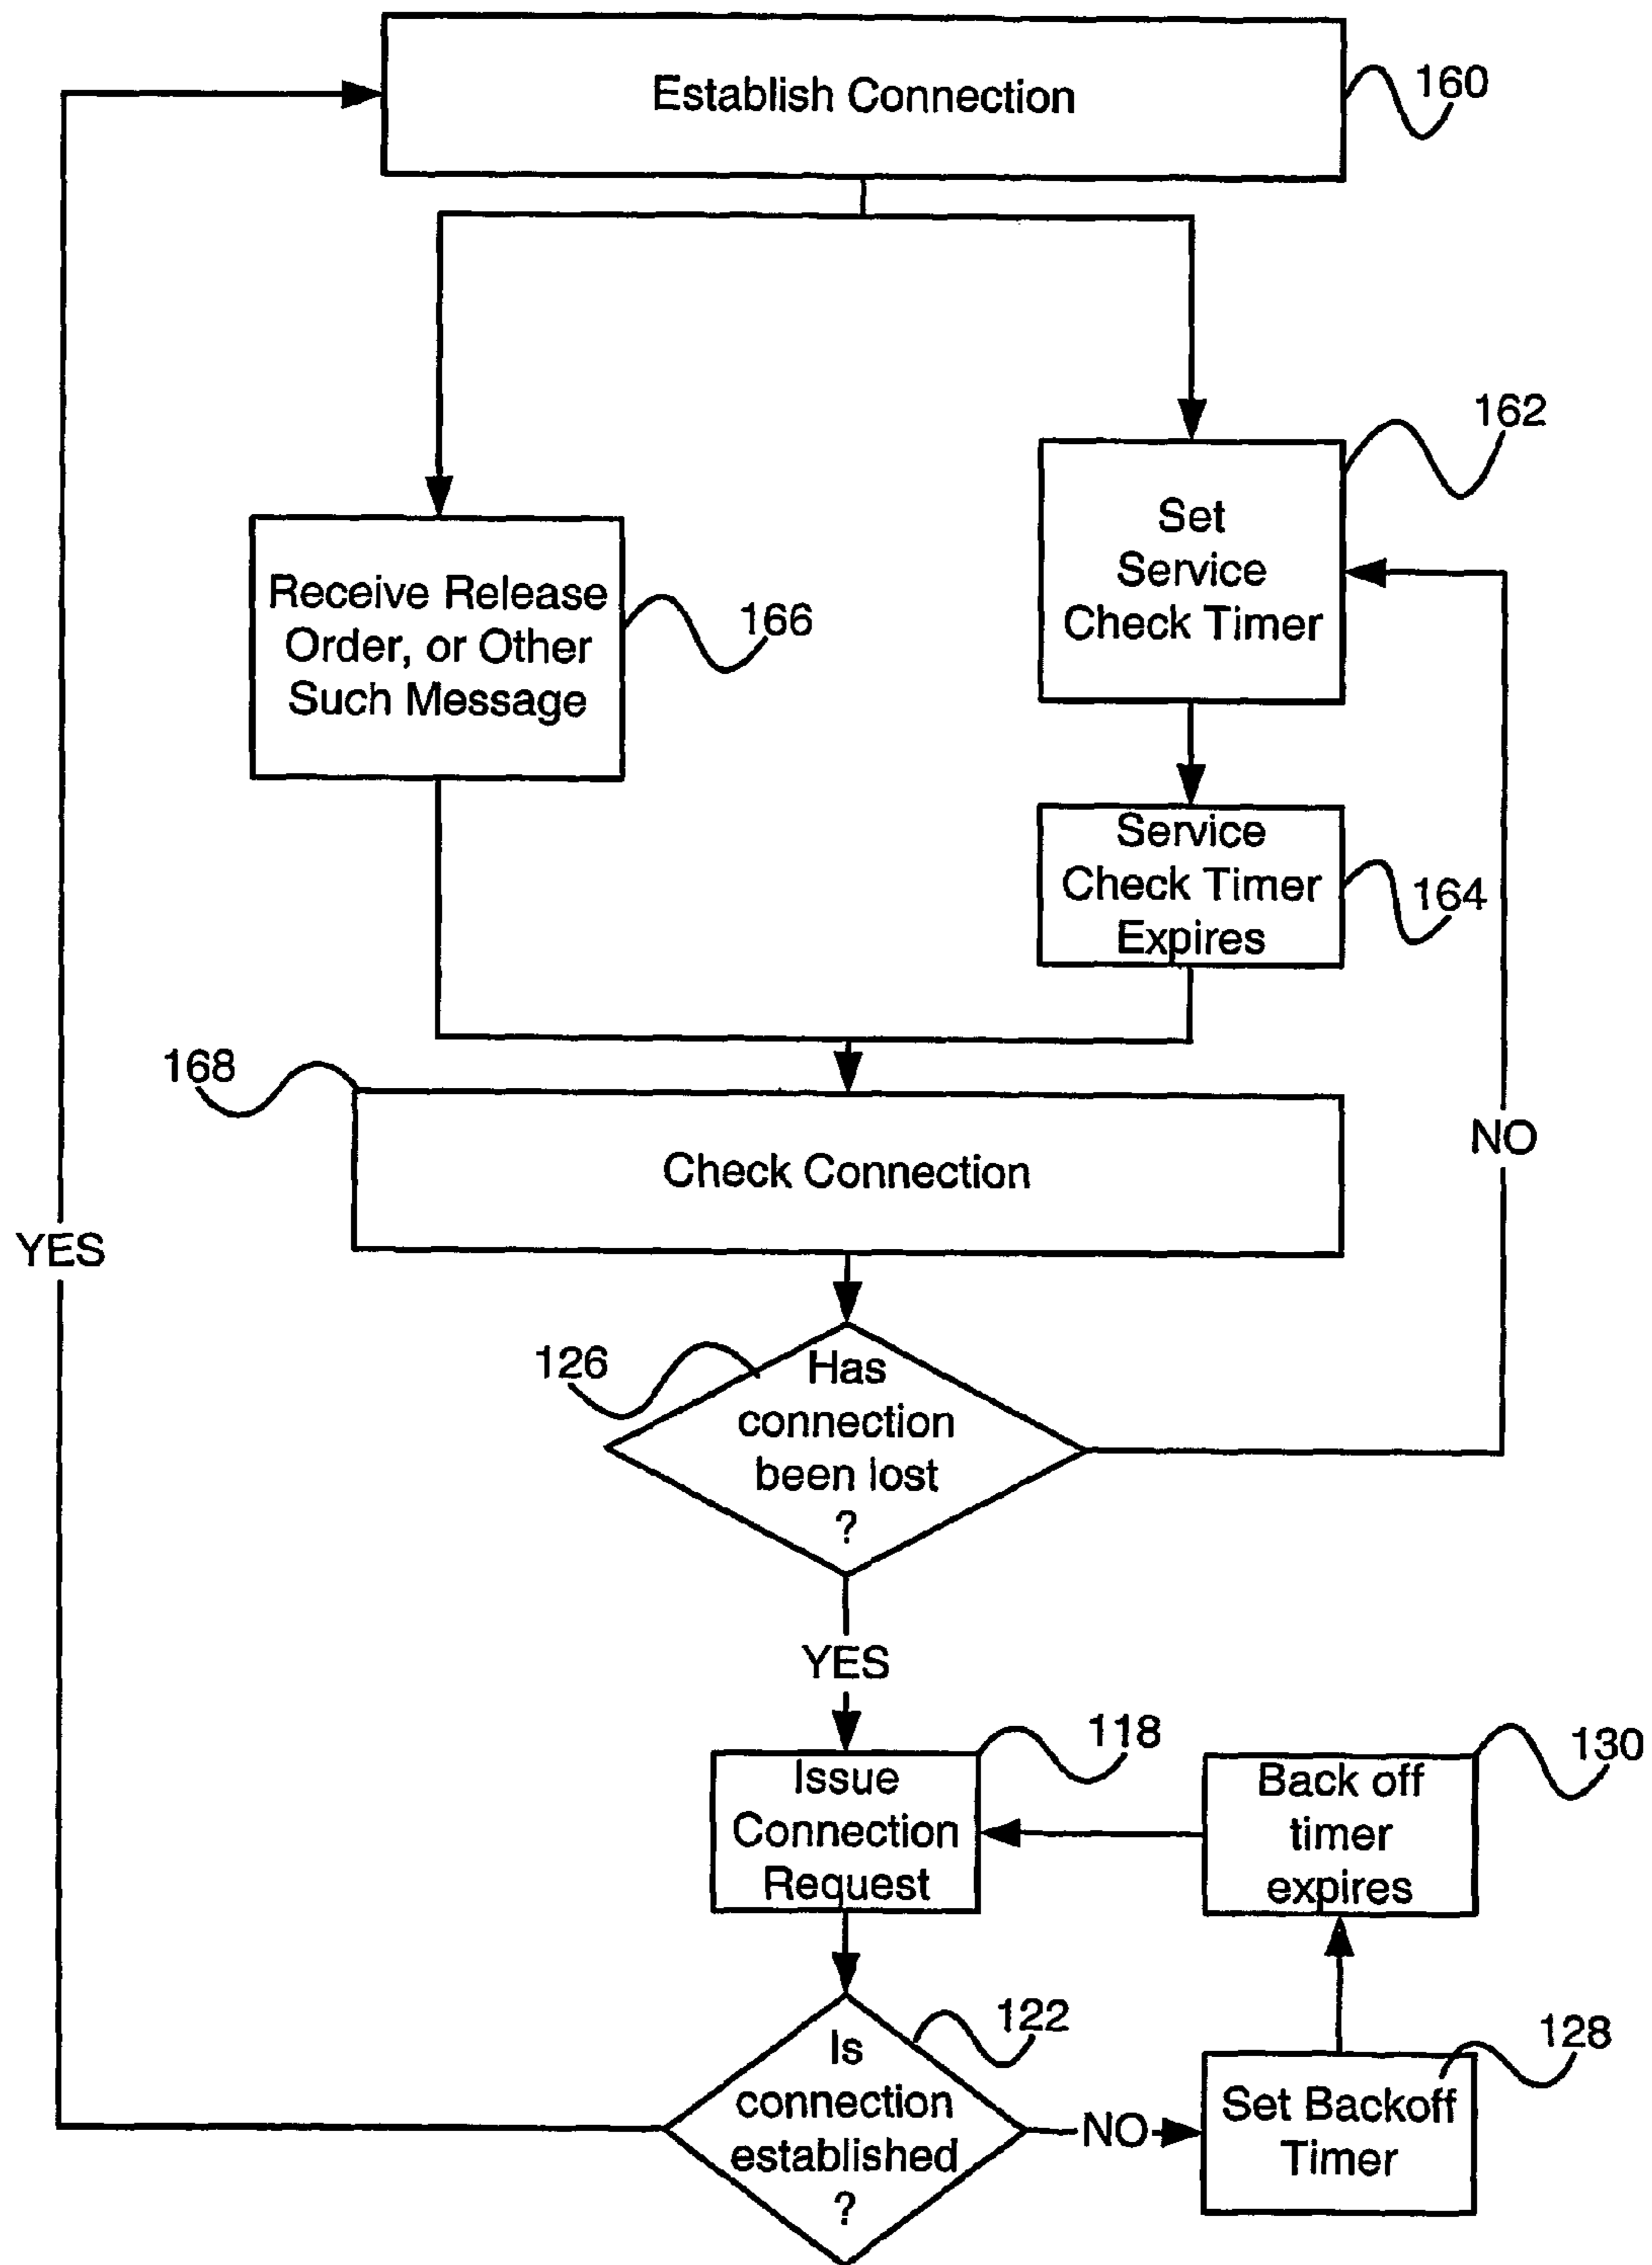 Establish Connection
160
162
Set
Service
Check Timer
Receive Release
Order, or Other
Such Message
166
Service
Check Timer
Expires
164
168
Check Connection
NO
YES
126
Has
connection
been lost
?
YES
118
Issue
Connection
Request
130
Back off
timer
expires
122
Is
connection
established
?
NO
128
Set Backoff
Timer